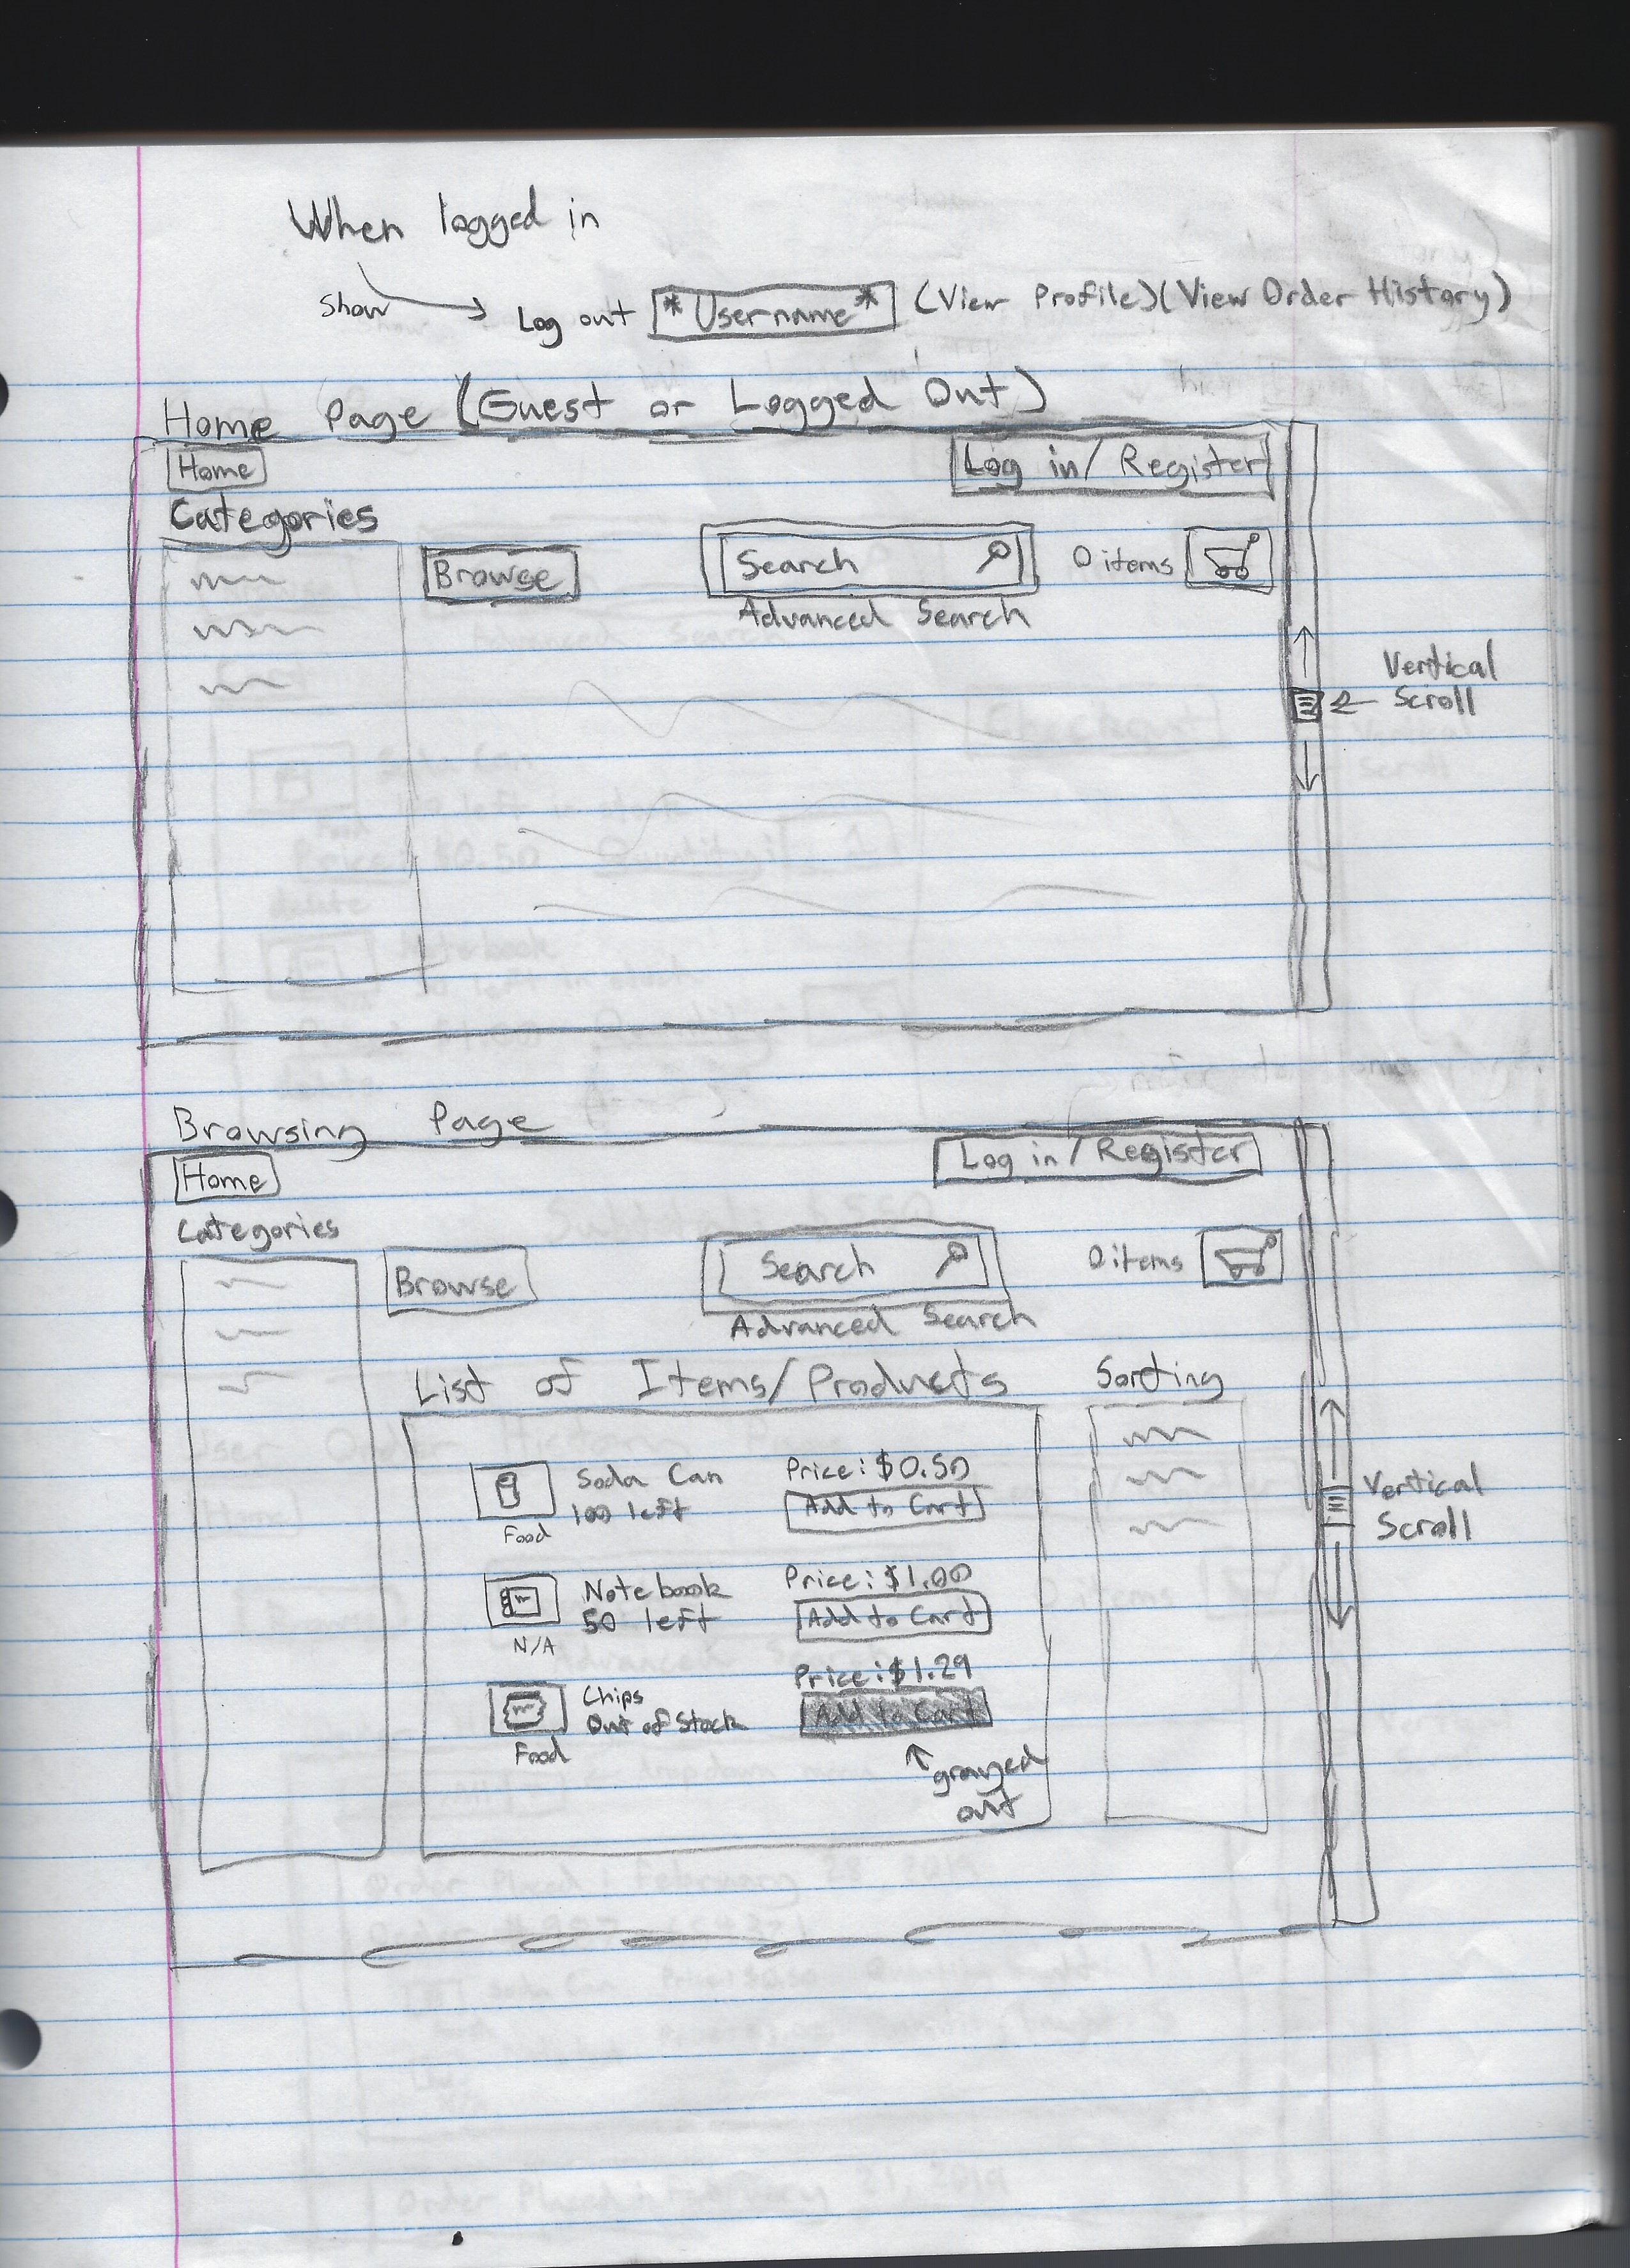 When logged in
Show → Log out *Username* (View Profile)(View Order History)
Home Page (Guest or Logged Out)
Home Log in/Register
Categories
Browse Search 0 items
Advanced Search
Vertical
Scroll
Browsing Page
Home Log in/Register
Categories
Browse Search 0 items
Advanced Search
List of Items/Products Sorting
Soda Can Price: $0.50
100 left Add to Cart
Food
Vertical
Scroll
Notebook Price: $1.00
50 left Add to Cart
N/A
Chips Price: $1.29
Out of Stock Add to Cart
Food
↑ grayed
out